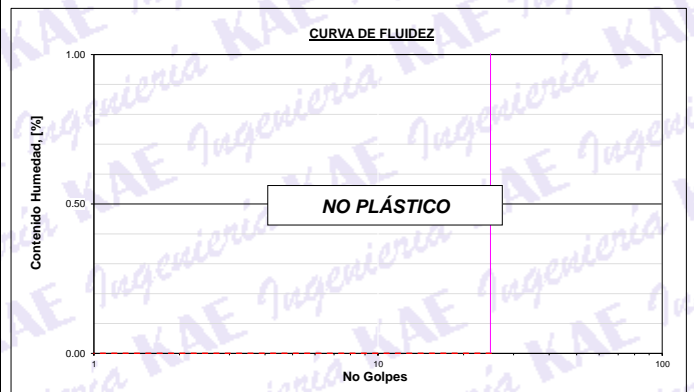 CURVA DE FLUIDEZ
Contenido Humedad, [%]
1.00
0.50
0.00
NO PLÁSTICO
1
10
100
No Golpes
KAE Ingeniería